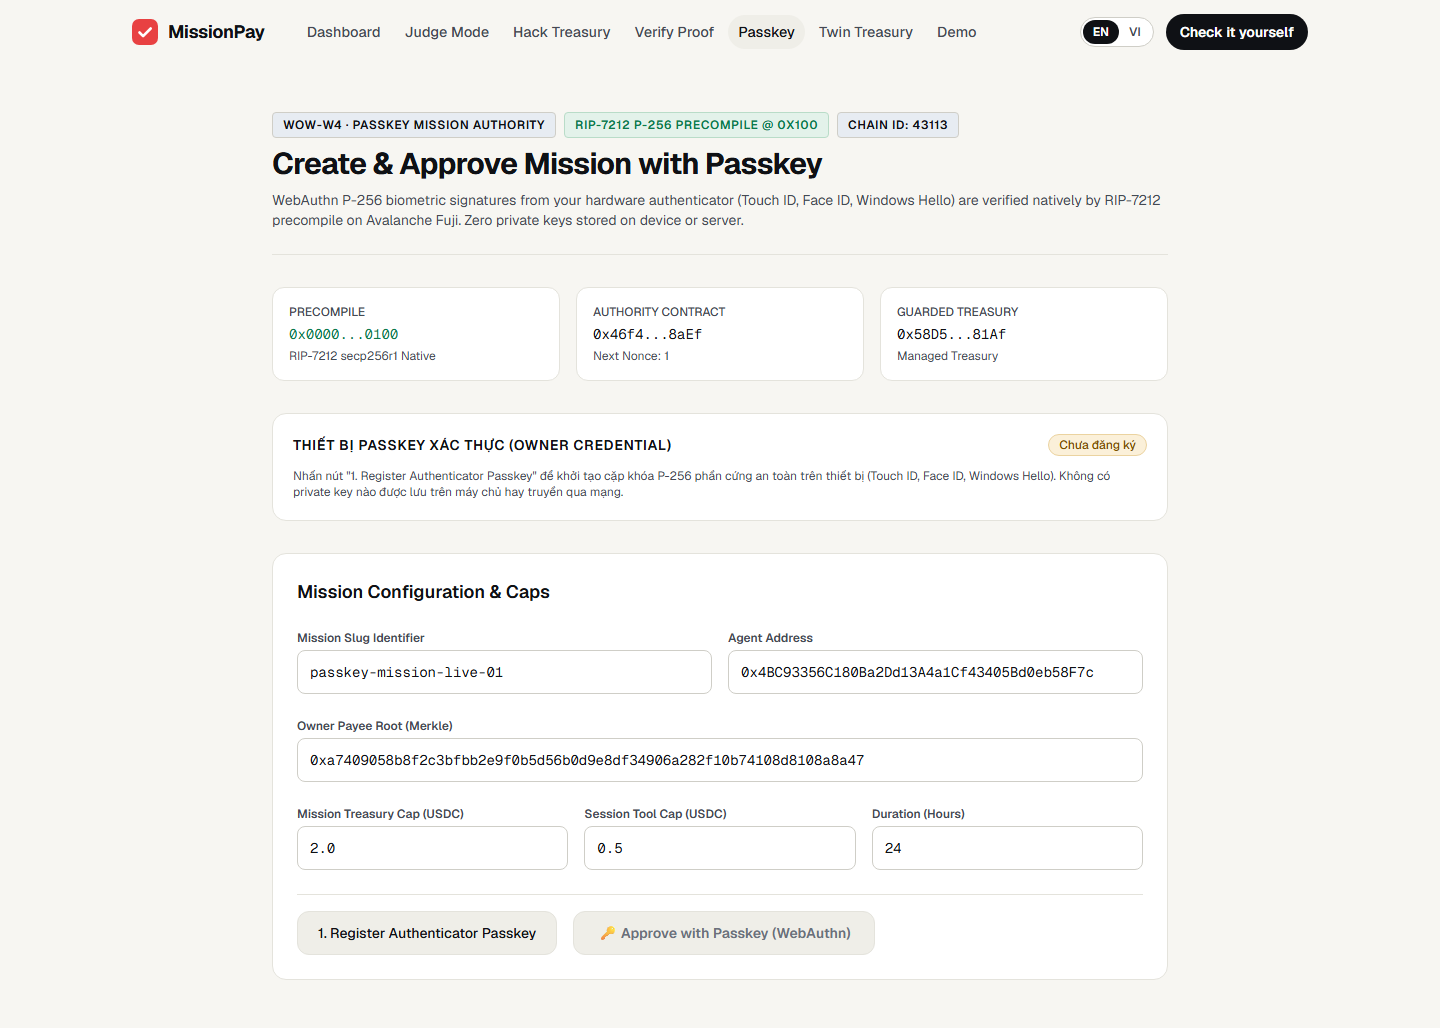 MissionPay
Dashboard
Judge Mode
Hack Treasury
Verify Proof
Passkey
Twin Treasury
Demo
EN
VI
Check it yourself
WOW-W4 · PASSKEY MISSION AUTHORITY
RIP-7212 P-256 PRECOMPILE @ 0X100
CHAIN ID: 43113
Create & Approve Mission with Passkey
WebAuthn P-256 biometric signatures from your hardware authenticator (Touch ID, Face ID, Windows Hello) are verified natively by RIP-7212
precompile on Avalanche Fuji. Zero private keys stored on device or server.
PRECOMPILE
0x0000...0100
RIP-7212 secp256r1 Native
AUTHORITY CONTRACT
0x46f4...8aEf
Next Nonce: 1
GUARDED TREASURY
0x58D5...81Af
Managed Treasury
THIẾT BỊ PASSKEY XÁC THỰC (OWNER CREDENTIAL)
Chưa đăng ký
Nhấn nút "1. Register Authenticator Passkey" để khởi tạo cặp khóa P-256 phần cứng an toàn trên thiết bị (Touch ID, Face ID, Windows Hello). Không có
private key nào được lưu trên máy chủ hay truyền qua mạng.
Mission Configuration & Caps
Mission Slug Identifier
passkey-mission-live-01
Agent Address
0x4BC93356C180Ba2Dd13A4a1Cf43405Bd0eb58F7c
Owner Payee Root (Merkle)
0xa7409058b8f2c3bfbb2e9f0b5d56b0d9e8df34906a282f10b74108d8108a8a47
Mission Treasury Cap (USDC)
2.0
Session Tool Cap (USDC)
0.5
Duration (Hours)
24
1. Register Authenticator Passkey
🔑 Approve with Passkey (WebAuthn)